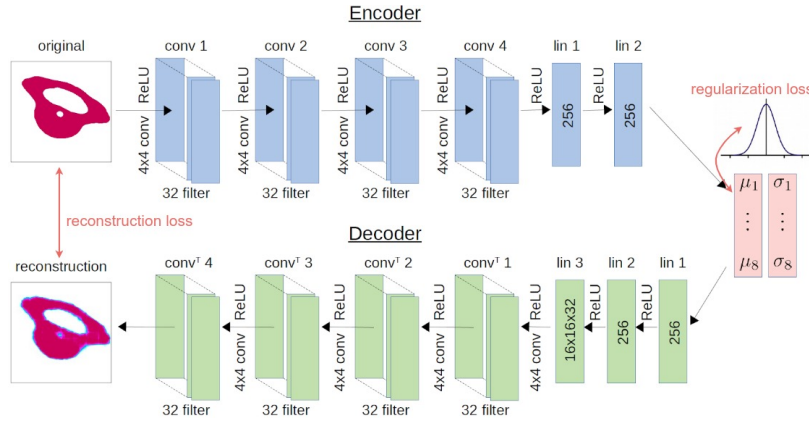 Encoder
original
conv 1
conv 2
conv 3
conv 4
lin 1
lin 2
4x4 conv
ReLU
4x4 conv
ReLU
4x4 conv
ReLU
4x4 conv
ReLU
ReLU
256
ReLU
256
32 filter
32 filter
32 filter
32 filter
regularization loss
μ1 σ1
⋮ ⋮
μ8 σ8
reconstruction loss
Decoder
reconstruction
convᵀ 4
convᵀ 3
convᵀ 2
convᵀ 1
lin 3
lin 2
lin 1
4x4 conv
ReLU
4x4 conv
ReLU
4x4 conv
ReLU
4x4 conv
ReLU
16x16x32
ReLU
256
ReLU
256
32 filter
32 filter
32 filter
32 filter